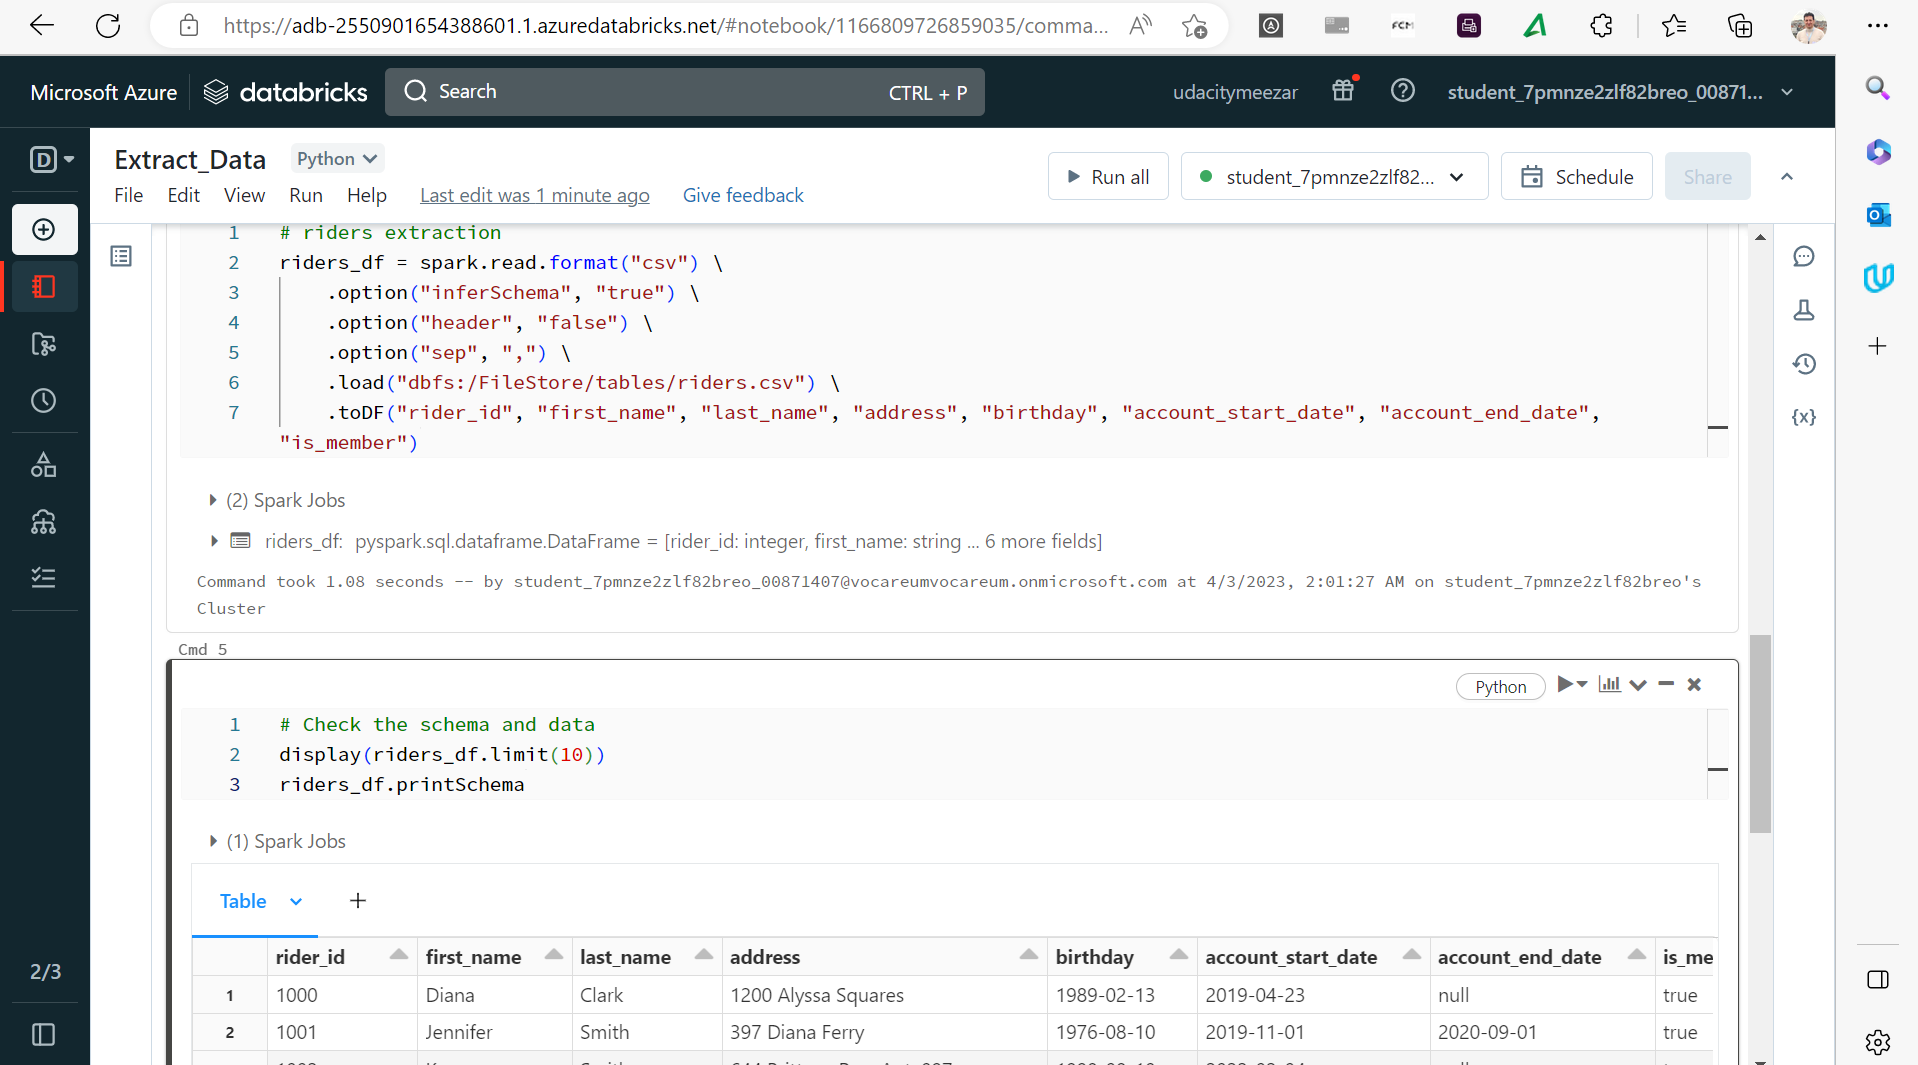 https://adb-2550901654388601.1.azuredatabricks.net/#notebook/1166809726859035/comma...
FCM
Microsoft Azure databricks Search CTRL + P udacitymeezar student_7pmnze2zlf82breo_00871...
D
Extract_Data Python
Run all student_7pmnze2zlf82... Schedule Share
File Edit View Run Help Last edit was 1 minute ago Give feedback
1 # riders extraction
2 riders_df = spark.read.format("csv") \
3 .option("inferSchema", "true") \
4 .option("header", "false") \
5 .option("sep", ",") \
6 .load("dbfs:/FileStore/tables/riders.csv") \
7 .toDF("rider_id", "first_name", "last_name", "address", "birthday", "account_start_date", "account_end_date",
"is_member")
(2) Spark Jobs
riders_df: pyspark.sql.dataframe.DataFrame = [rider_id: integer, first_name: string ... 6 more fields]
Command took 1.08 seconds -- by student_7pmnze2zlf82breo_00871407@vocareumvocareum.onmicrosoft.com at 4/3/2023, 2:01:27 AM on student_7pmnze2zlf82breo's
Cluster
Cmd 5
Python
1 # Check the schema and data
2 display(riders_df.limit(10))
3 riders_df.printSchema
(1) Spark Jobs
Table +
rider_id first_name last_name address birthday account_start_date account_end_date is_me
1 1000 Diana Clark 1200 Alyssa Squares 1989-02-13 2019-04-23 null true
2 1001 Jennifer Smith 397 Diana Ferry 1976-08-10 2019-11-01 2020-09-01 true
2/3
{x}